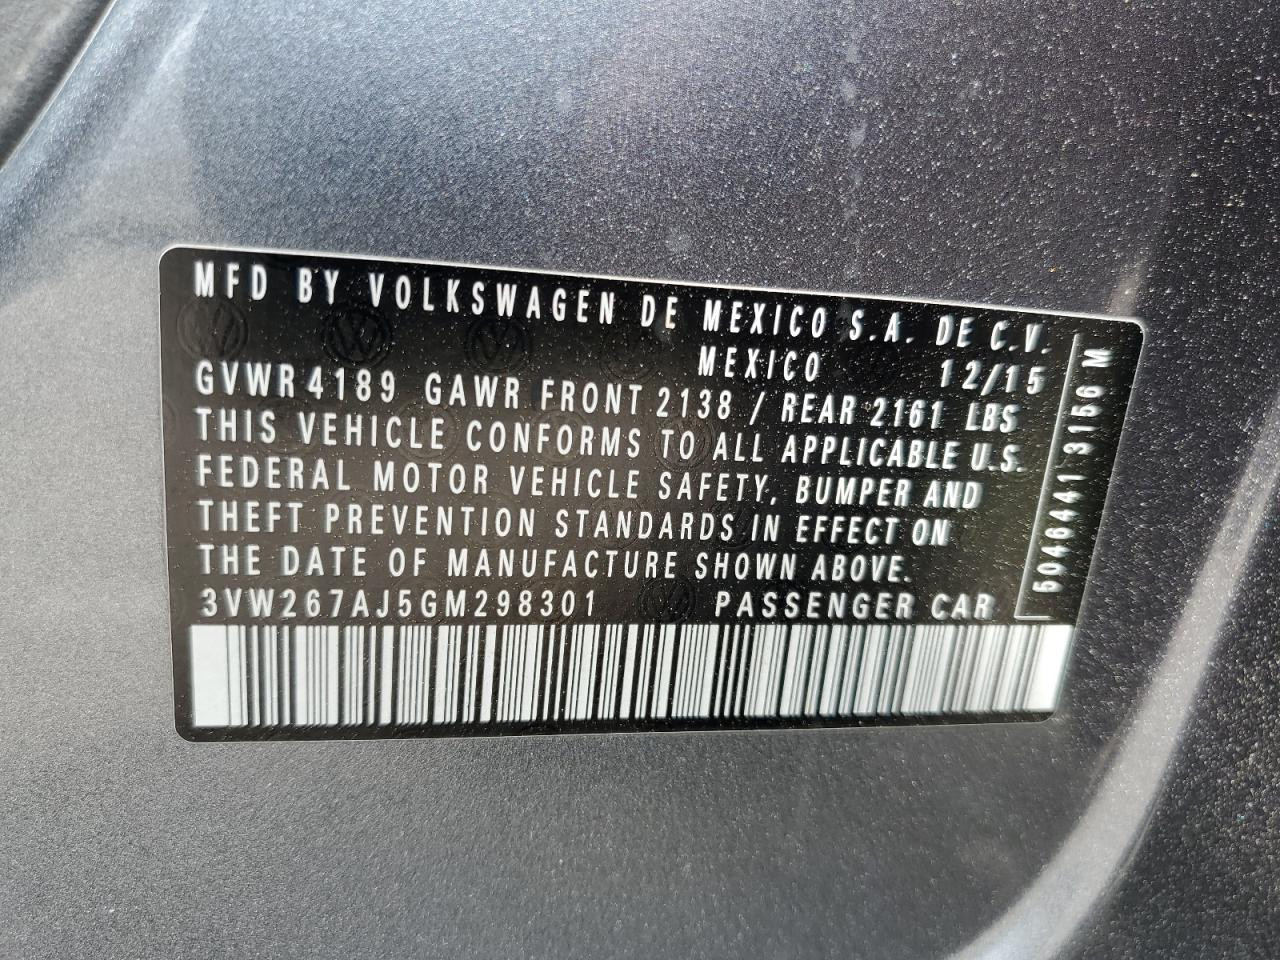 MFD BY VOLKSWAGEN DE MEXICO S.A. DE C.V.
MEXICO 12/15
GVWR 4189 GAWR FRONT 2138 / REAR 2161 LBS
THIS VEHICLE CONFORMS TO ALL APPLICABLE U.S.
FEDERAL MOTOR VEHICLE SAFETY, BUMPER AND
THEFT PREVENTION STANDARDS IN EFFECT ON
THE DATE OF MANUFACTURE SHOWN ABOVE.
3VW267AJ5GM298301 PASSENGER CAR
5046441 3156 M